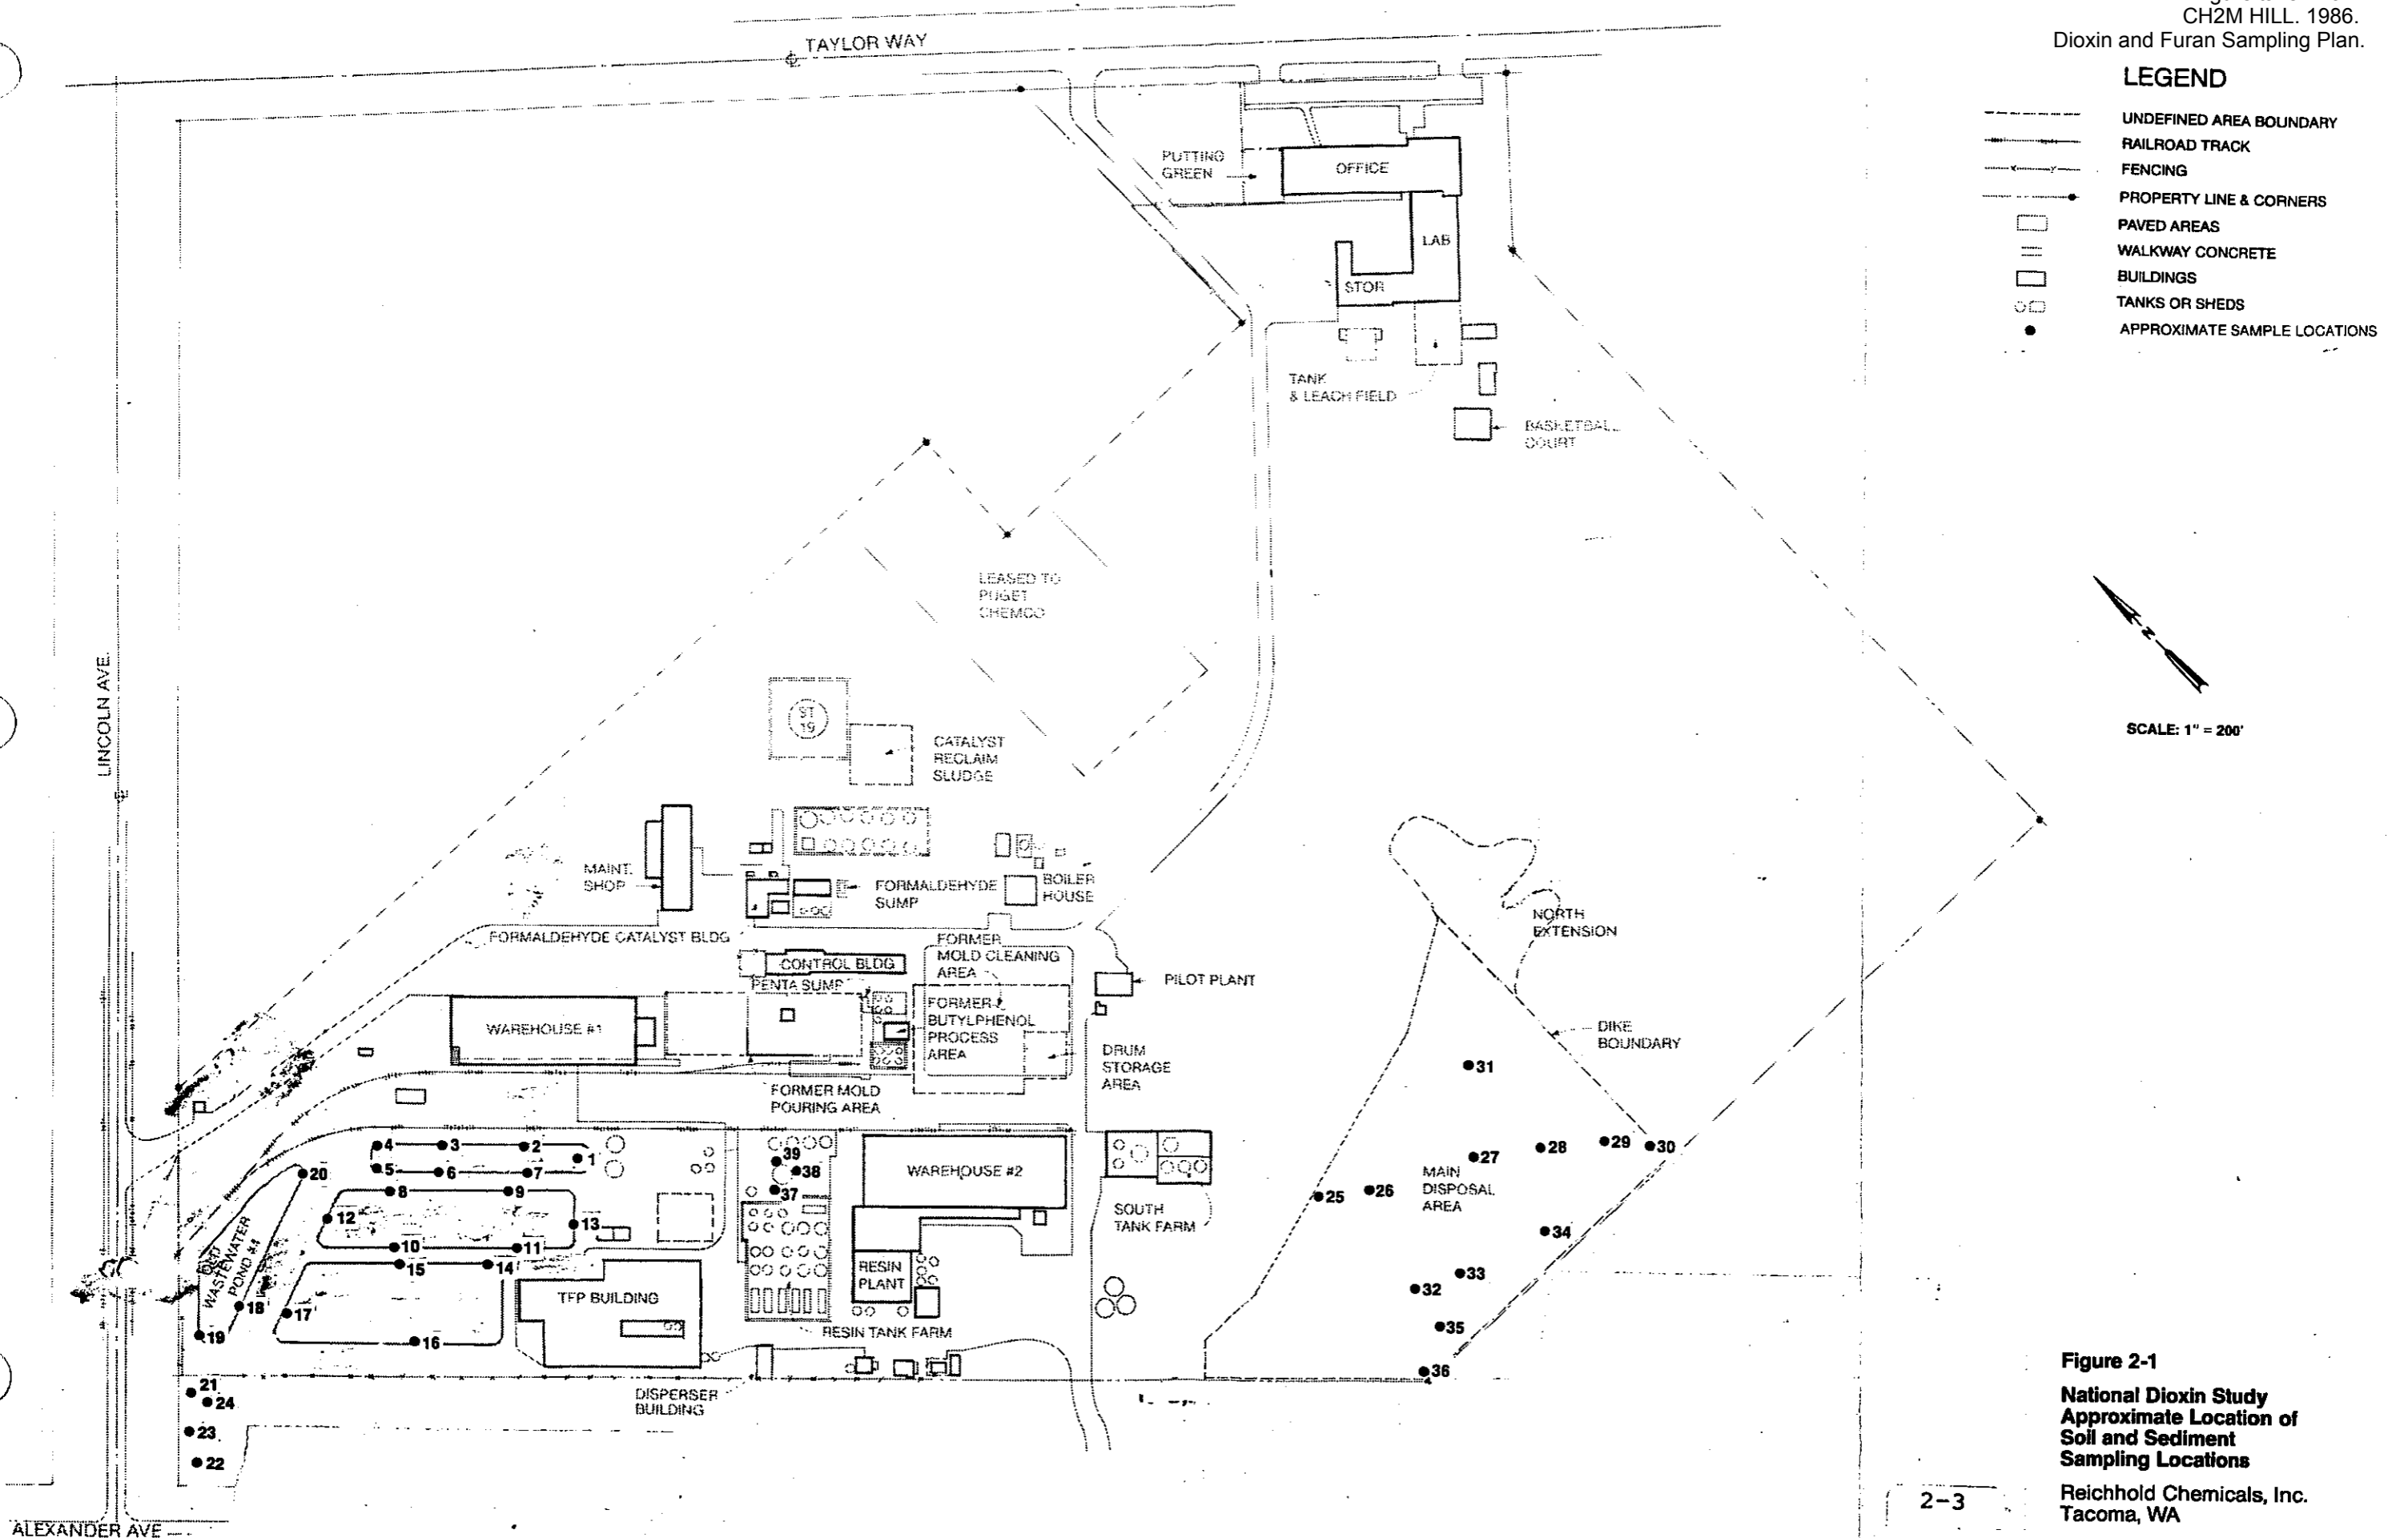 CH2M HILL. 1986.
Dioxin and Furan Sampling Plan.
LEGEND
UNDEFINED AREA BOUNDARY
RAILROAD TRACK
FENCING
PROPERTY LINE & CORNERS
PAVED AREAS
WALKWAY CONCRETE
BUILDINGS
TANKS OR SHEDS
APPROXIMATE SAMPLE LOCATIONS
TAYLOR WAY
PUTTING
GREEN
OFFICE
LAB
STOR
TANK
& LEACH FIELD
BASKETBALL
COURT
LEASED TO
PUGET
CHEMCO
LINCOLN AVE.
N
SCALE: 1" = 200'
ST
19
CATALYST
RECLAIM
SLUDGE
MAINT.
SHOP
FORMALDEHYDE
SUMP
BOILER
HOUSE
FORMALDEHYDE CATALYST BLDG
CONTROL BLDG
PENTA SUMP
FORMER
MOLD CLEANING
AREA
FORMER
BUTYLPHENOL
PROCESS
AREA
PILOT PLANT
NORTH
EXTENSION
DIKE
BOUNDARY
WAREHOUSE #1
DRUM
STORAGE
AREA
FORMER MOLD
POURING AREA
31
4
3
2
1
5
6
7
20
8
9
12
13
10
11
15
14
OLD
WASTEWATER
POND #4
18
17
19
16
39
38
37
WAREHOUSE #2
RESIN
PLANT
SOUTH
TANK FARM
TFP BUILDING
RESIN TANK FARM
25
26
27
28
29
30
MAIN
DISPOSAL
AREA
34
33
32
35
36
21
24
23
22
DISPERSER
BUILDING
ALEXANDER AVE
2-3
Figure 2-1
National Dioxin Study
Approximate Location of
Soil and Sediment
Sampling Locations
Reichhold Chemicals, Inc.
Tacoma, WA